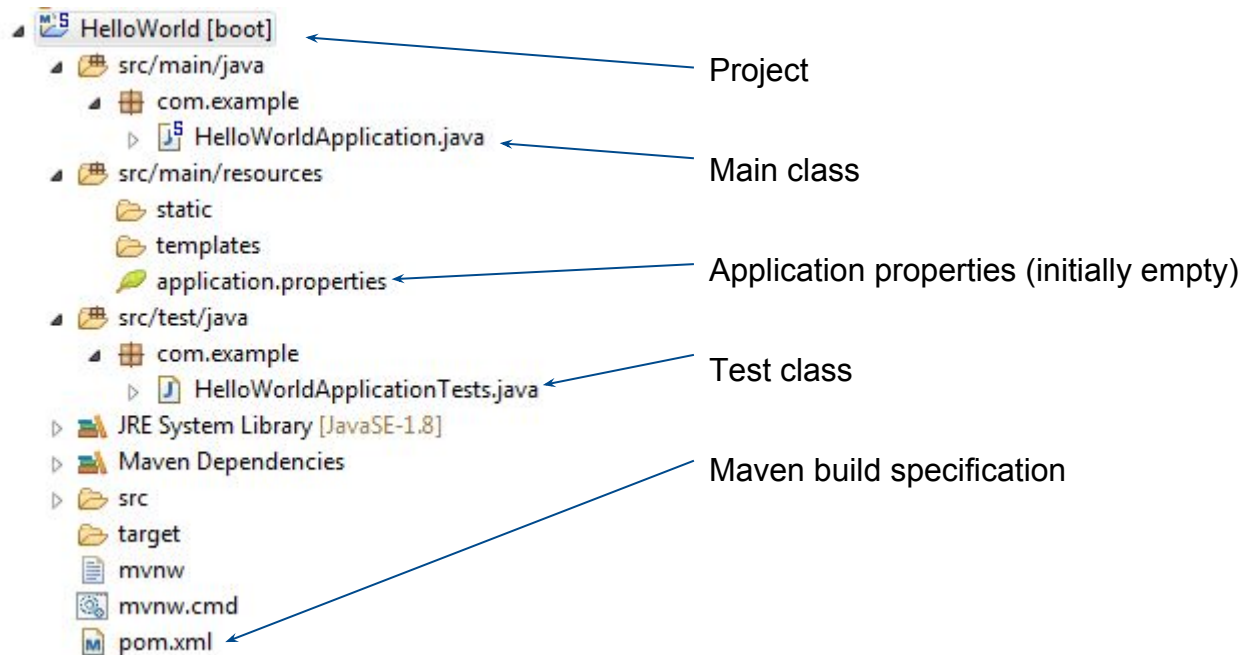 HelloWorld [boot]
src/main/java
Project
com.example
HelloWorldApplication.java
Main class
src/main/resources
static
templates
application.properties
Application properties (initially empty)
src/test/java
com.example
Test class
HelloWorldApplicationTests.java
JRE System Library [JavaSE-1.8]
Maven Dependencies
Maven build specification
src
target
mvnw
mvnw.cmd
pom.xml